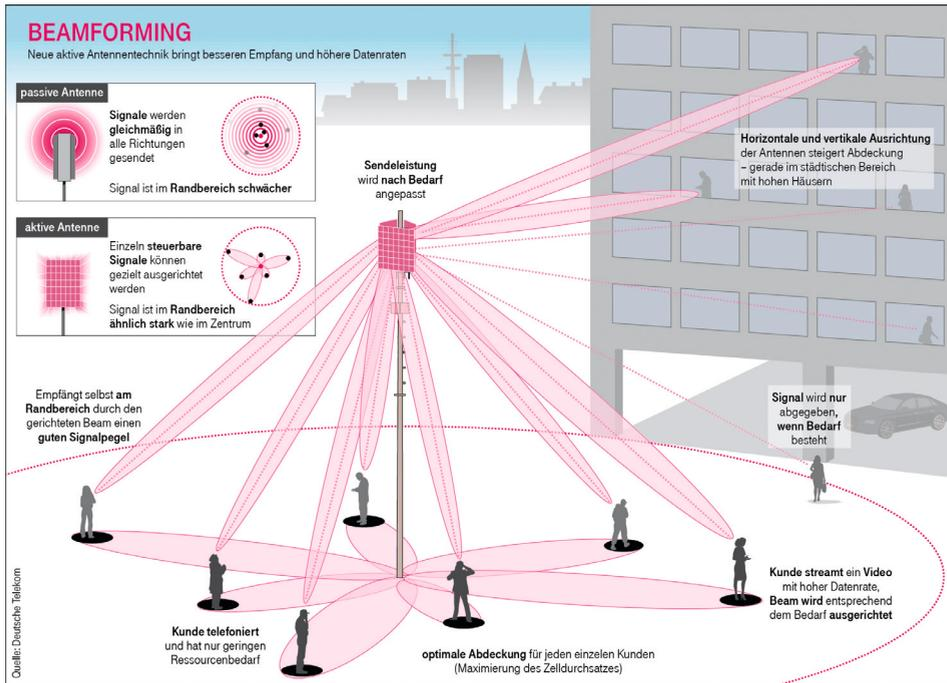 BEAMFORMING
Neue aktive Antennentechnik bringt besseren Empfang und höhere Datenraten
passive Antenne
Signale werden
gleichmäßig in
alle Richtungen
gesendet
Signal ist im Randbereich schwächer
aktive Antenne
Einzeln steuerbare
Signale können
gezielt ausgerichtet
werden
Signal ist im Randbereich
ähnlich stark wie im Zentrum
Sendeleistung
wird nach Bedarf
angepasst
Horizontale und vertikale Ausrichtung
der Antennen steigert Abdeckung
– gerade im städtischen Bereich
mit hohen Häusern
Empfängt selbst am
Randbereich durch den
gerichteten Beam einen
guten Signalpegel
Signal wird nur
abgegeben,
wenn Bedarf
besteht
Kunde streamt ein Video
mit hoher Datenrate,
Beam wird entsprechend
dem Bedarf ausgerichtet
Kunde telefoniert
und hat nur geringen
Ressourcenbedarf
optimale Abdeckung für jeden einzelen Kunden
(Maximierung des Zelldurchsatzes)
Quelle: Deutsche Telekom